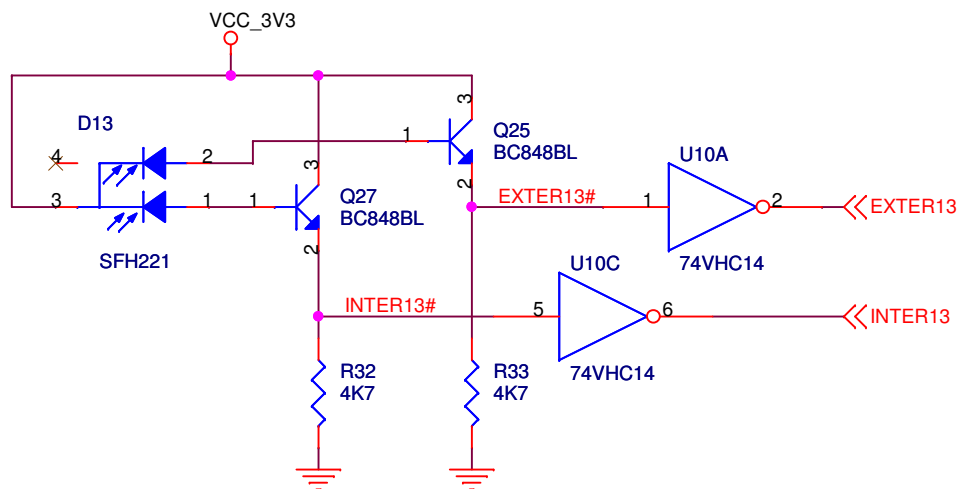 VCC_3V3
D13
3
Q25
BC848BL
1
4
2
3
U10A
2
3
1
1
Q27
BC848BL
EXTER13#
1
2
EXTER13
SFH221
2
U10C
74VHC14
INTER13#
5
6
INTER13
R32
4K7
R33
4K7
74VHC14